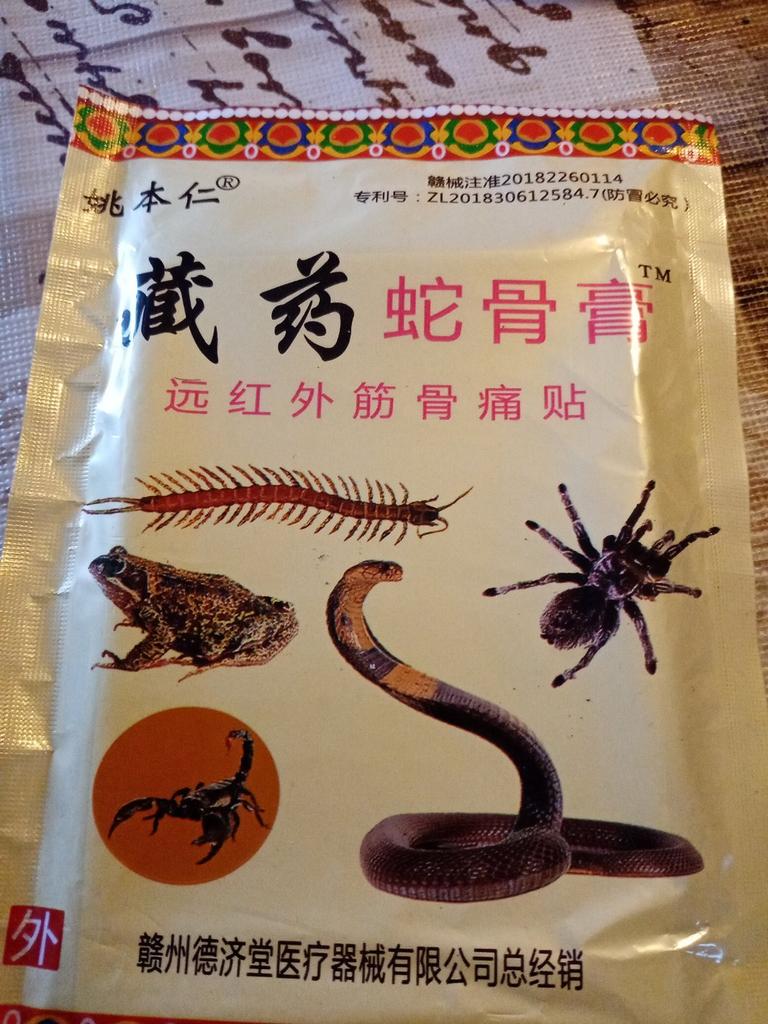 姚本仁®
赣械注准20182260114
专利号：ZL201830612584.7(防冒必究)
藏药 蛇骨膏™
远红外筋骨痛贴
外
赣州德济堂医疗器械有限公司总经销